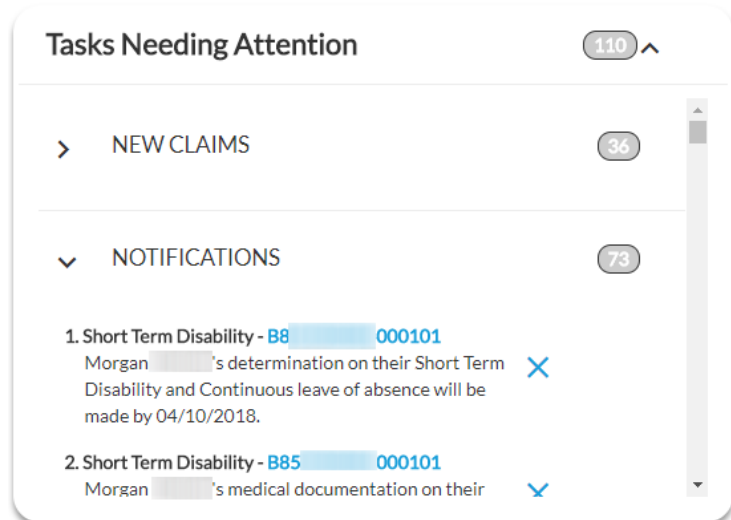 Tasks Needing Attention 110
NEW CLAIMS 36
NOTIFICATIONS 73
1. Short Term Disability - B8 000101
Morgan 's determination on their Short Term
Disability and Continuous leave of absence will be
made by 04/10/2018.
2. Short Term Disability - B85 000101
Morgan 's medical documentation on their